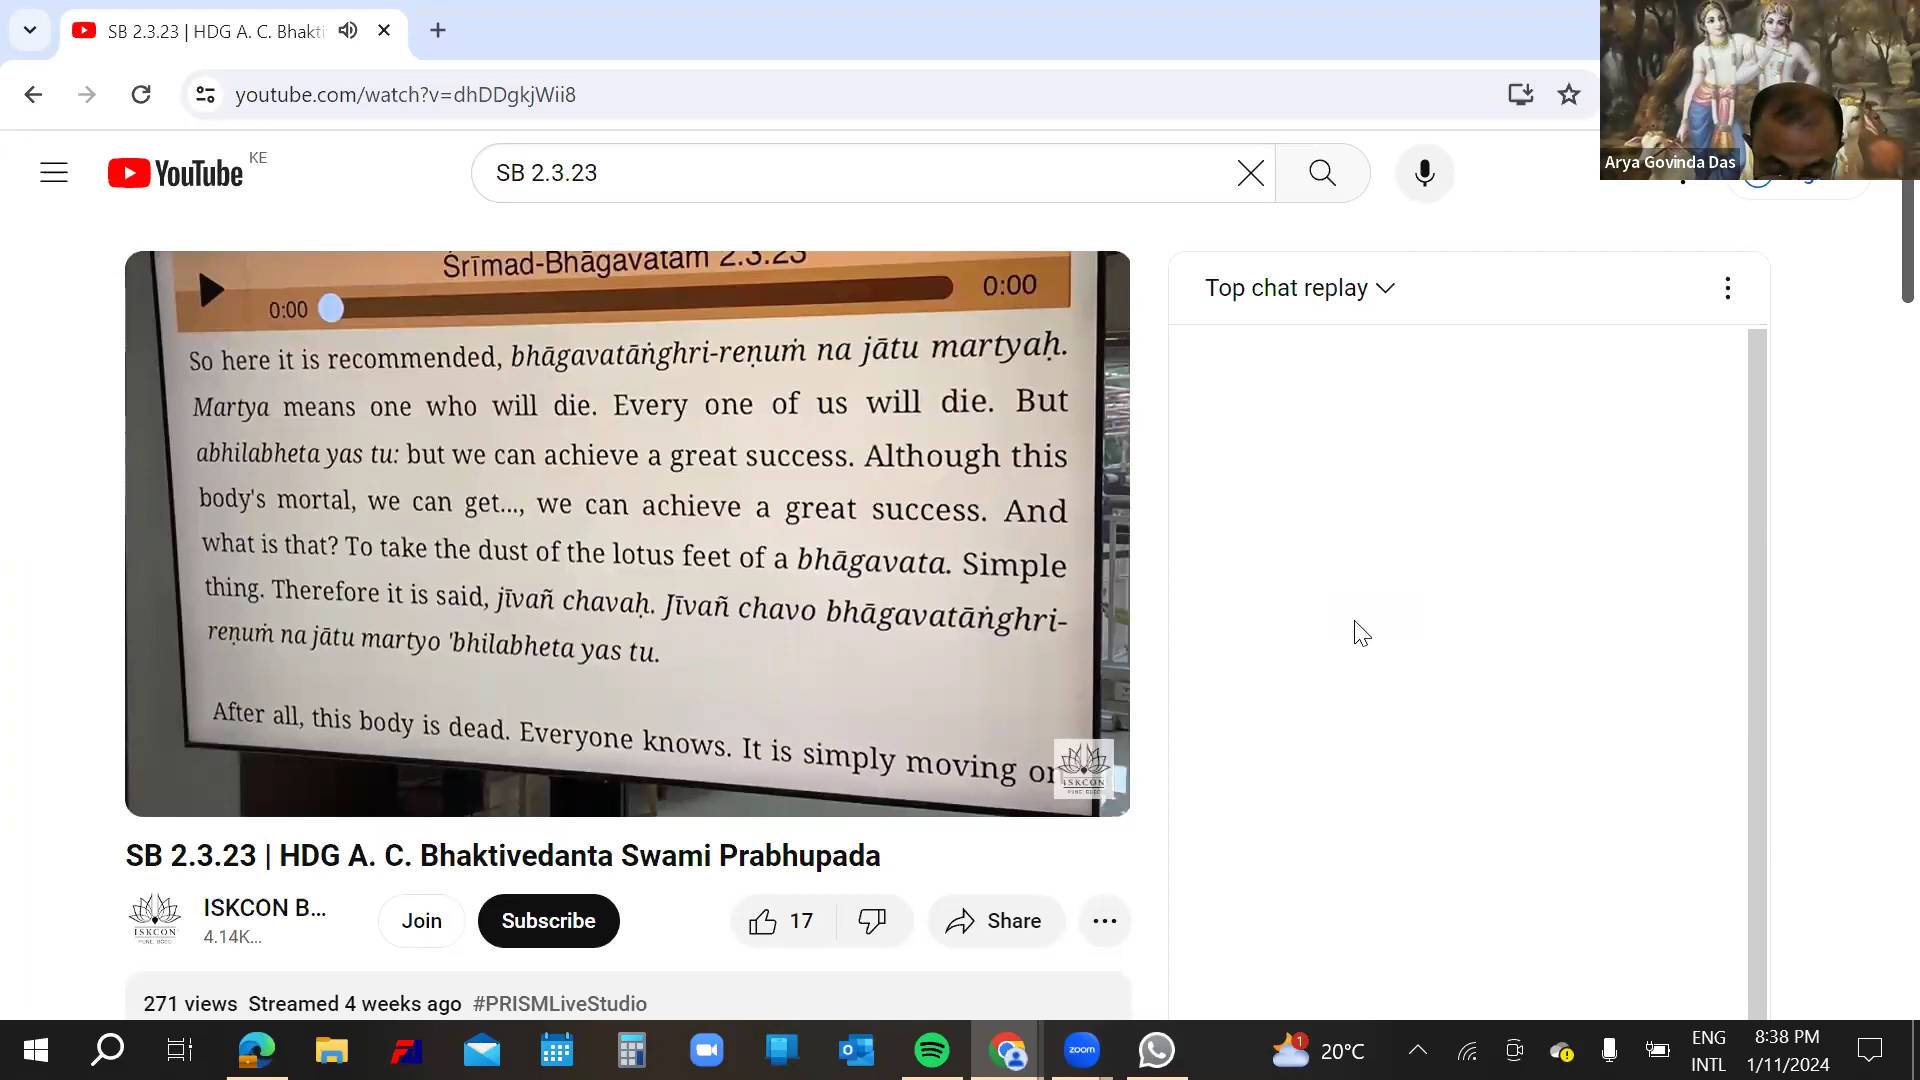 SB 2.3.23 | HDG A. C. Bhakti
youtube.com/watch?v=dhDDgkjWii8
Arya Govinda Das
YouTube KE
SB 2.3.23
Śrīmad-Bhāgavatam 2.3.23
0:00 0:00
So here it is recommended, bhāgavatāṅghri-reṇuṁ na jātu martyaḥ.
Martya means one who will die. Every one of us will die. But
abhilabheta yas tu: but we can achieve a great success. Although this
body's mortal, we can get..., we can achieve a great success. And
what is that? To take the dust of the lotus feet of a bhāgavata. Simple
thing. Therefore it is said, jīvañ chavaḥ. Jīvañ chavo bhāgavatāṅghri-
reṇuṁ na jātu martyo 'bhilabheta yas tu.
After all, this body is dead. Everyone knows. It is simply moving on
ISKCON
Top chat replay
SB 2.3.23 | HDG A. C. Bhaktivedanta Swami Prabhupada
ISKCON
ISKCON B...
4.14K...
Join
Subscribe
17
Share
271 views Streamed 4 weeks ago #PRISMLiveStudio
zoom
1
20°C
ENG
INTL
8:38 PM
1/11/2024